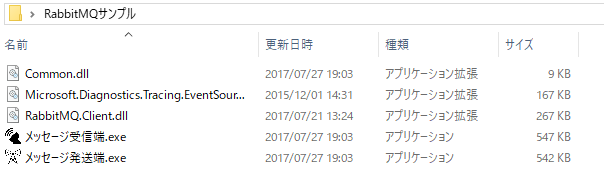 RabbitMQサンプル
名前 更新日時 種類 サイズ
Common.dll 2017/07/27 19:03 アプリケーション拡張 9 KB
Microsoft.Diagnostics.Tracing.EventSour... 2015/12/01 14:31 アプリケーション拡張 167 KB
RabbitMQ.Client.dll 2017/07/21 13:24 アプリケーション拡張 267 KB
メッセージ受信端.exe 2017/07/27 19:03 アプリケーション 547 KB
メッセージ発送端.exe 2017/07/27 19:03 アプリケーション 542 KB